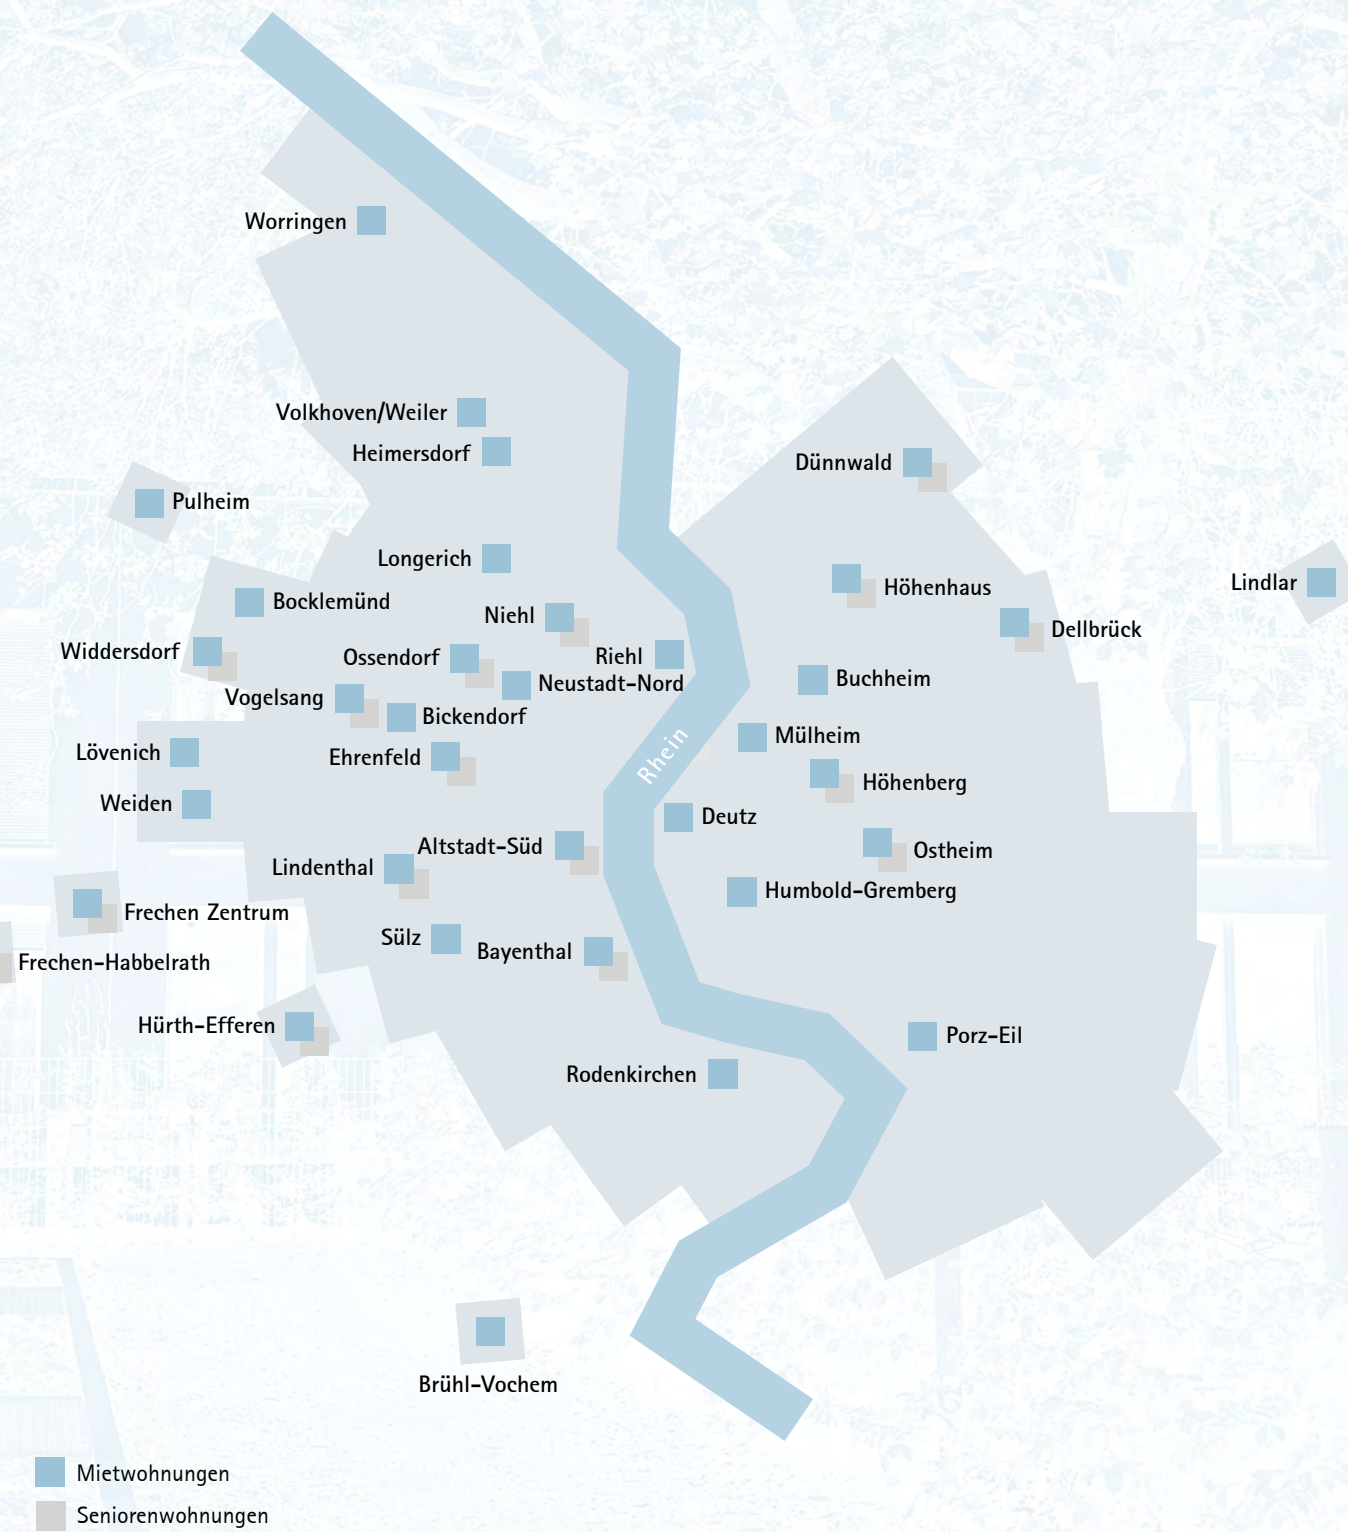 Worringen
Volkhoven/Weiler
Heimersdorf
Dünnwald
Pulheim
Longerich
Lindlar
Höhenhaus
Bocklemünd
Niehl
Dellbrück
Widdersdorf
Ossendorf
Riehl
Buchheim
Neustadt-Nord
Vogelsang
Bickendorf
Mülheim
Lövenich
Ehrenfeld
Rhein
Höhenberg
Weiden
Deutz
Altstadt-Süd
Ostheim
Lindenthal
Humbold-Gremberg
Frechen Zentrum
Sülz
Bayenthal
Frechen-Habbelrath
Hürth-Efferen
Porz-Eil
Rodenkirchen
Brühl-Vochem
Mietwohnungen
Seniorenwohnungen